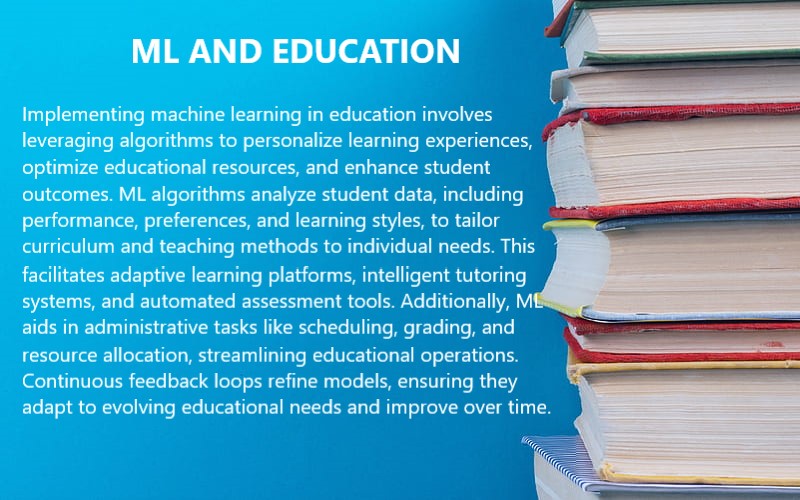 ML AND EDUCATION
Implementing machine learning in education involves
leveraging algorithms to personalize learning experiences,
optimize educational resources, and enhance student
outcomes. ML algorithms analyze student data, including
performance, preferences, and learning styles, to tailor
curriculum and teaching methods to individual needs. This
facilitates adaptive learning platforms, intelligent tutoring
systems, and automated assessment tools. Additionally, ML
aids in administrative tasks like scheduling, grading, and
resource allocation, streamlining educational operations.
Continuous feedback loops refine models, ensuring they
adapt to evolving educational needs and improve over time.